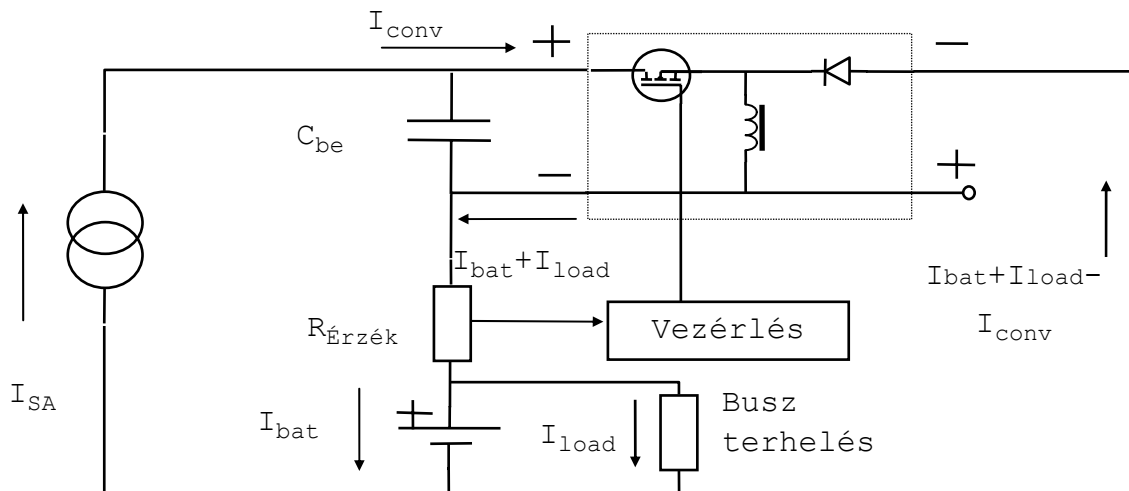 I_conv
+
−
C_be
−
+
I_bat+I_load
Ibat+Iload-
I_conv
R_Érzék
Vezérlés
I_SA
I_bat
+
I_load
Busz
terhelés